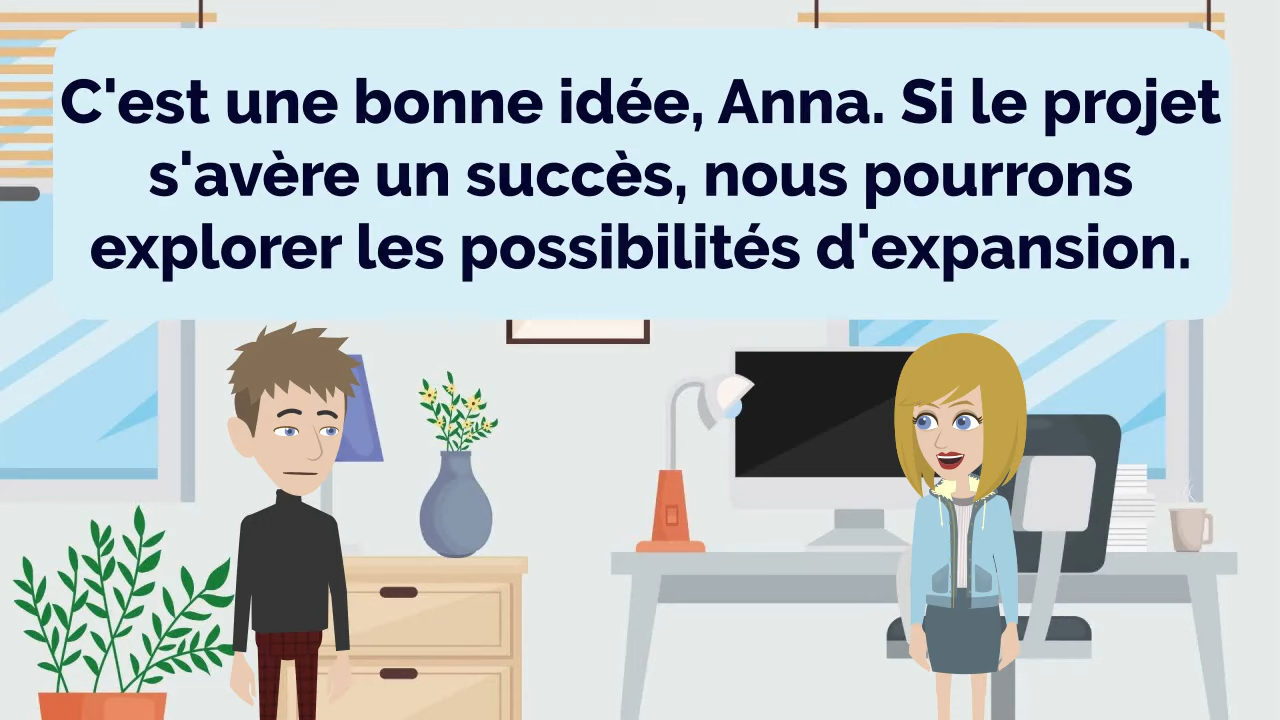 C'est une bonne idée, Anna. Si le projet
s'avère un succès, nous pourrons
explorer les possibilités d'expansion.